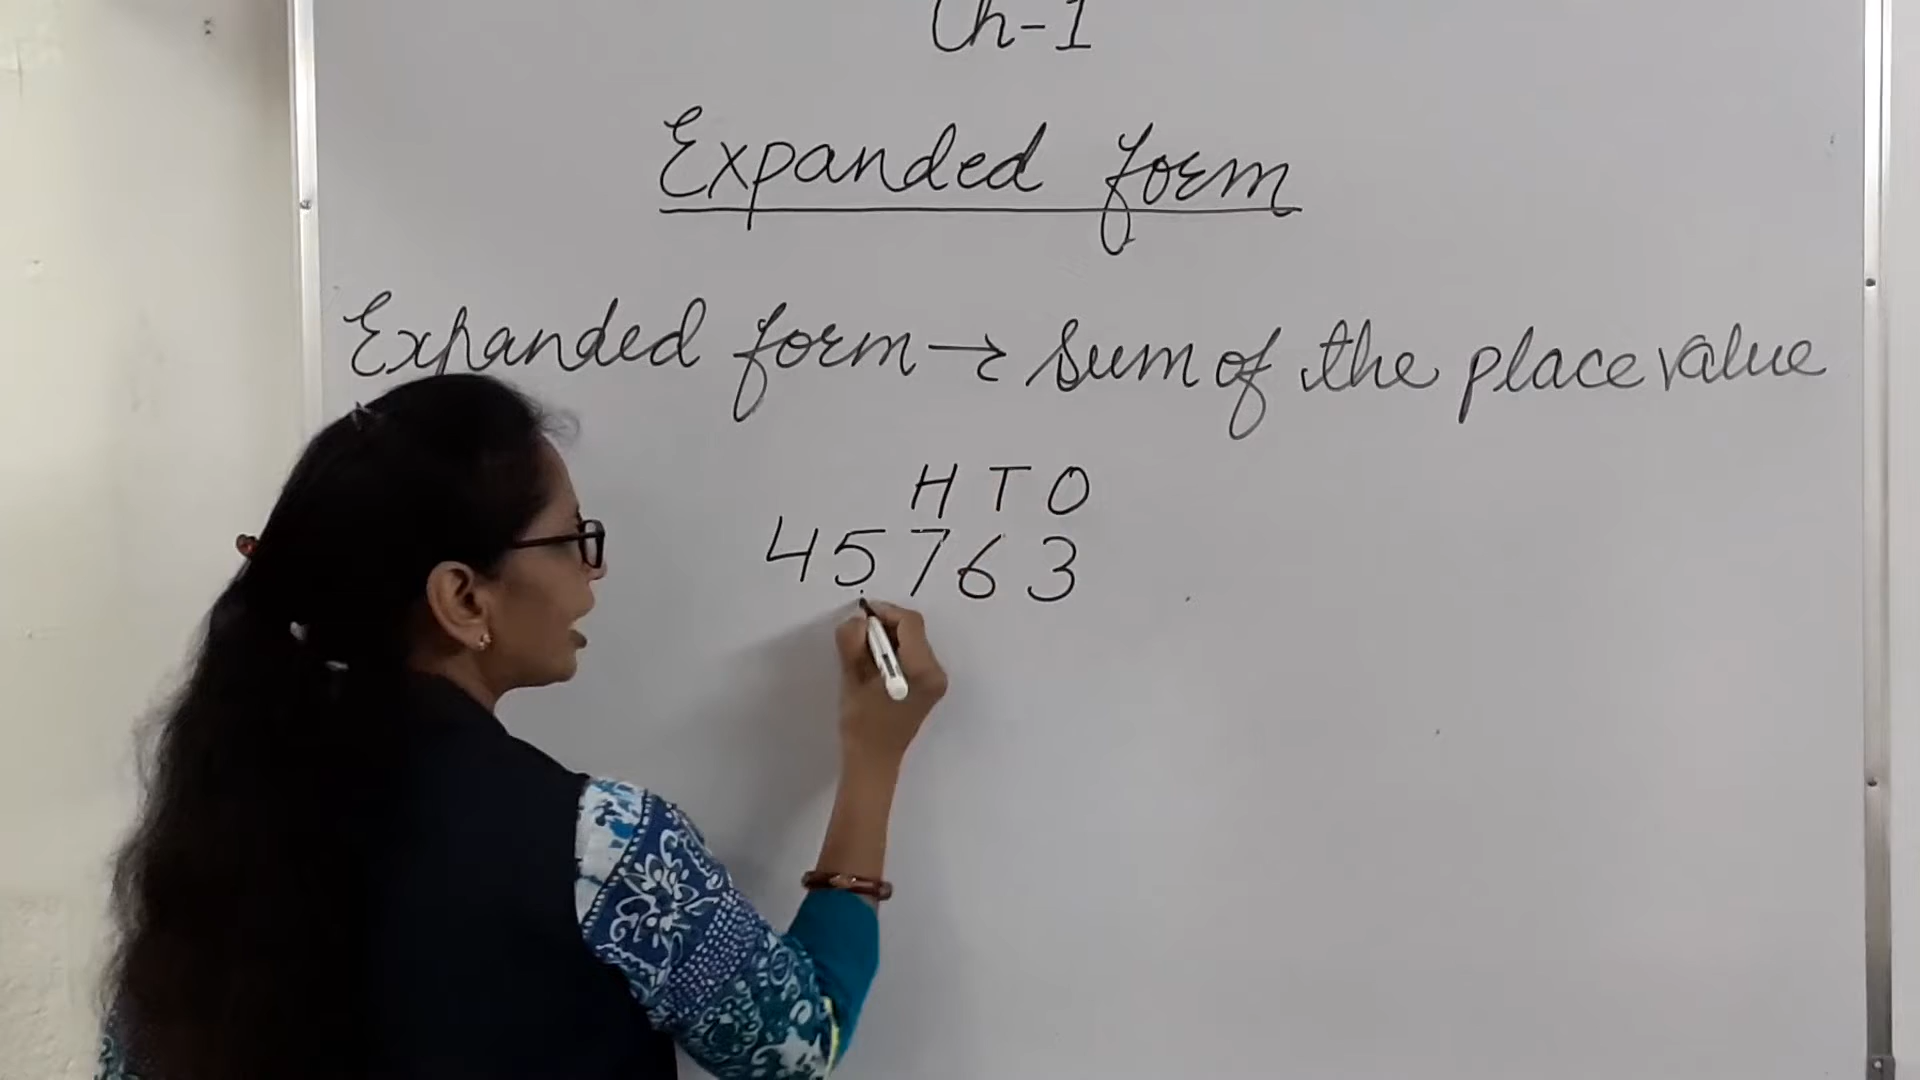 Ch-1
Expanded form
Expanded form → Sum of the place value
H T O
45763